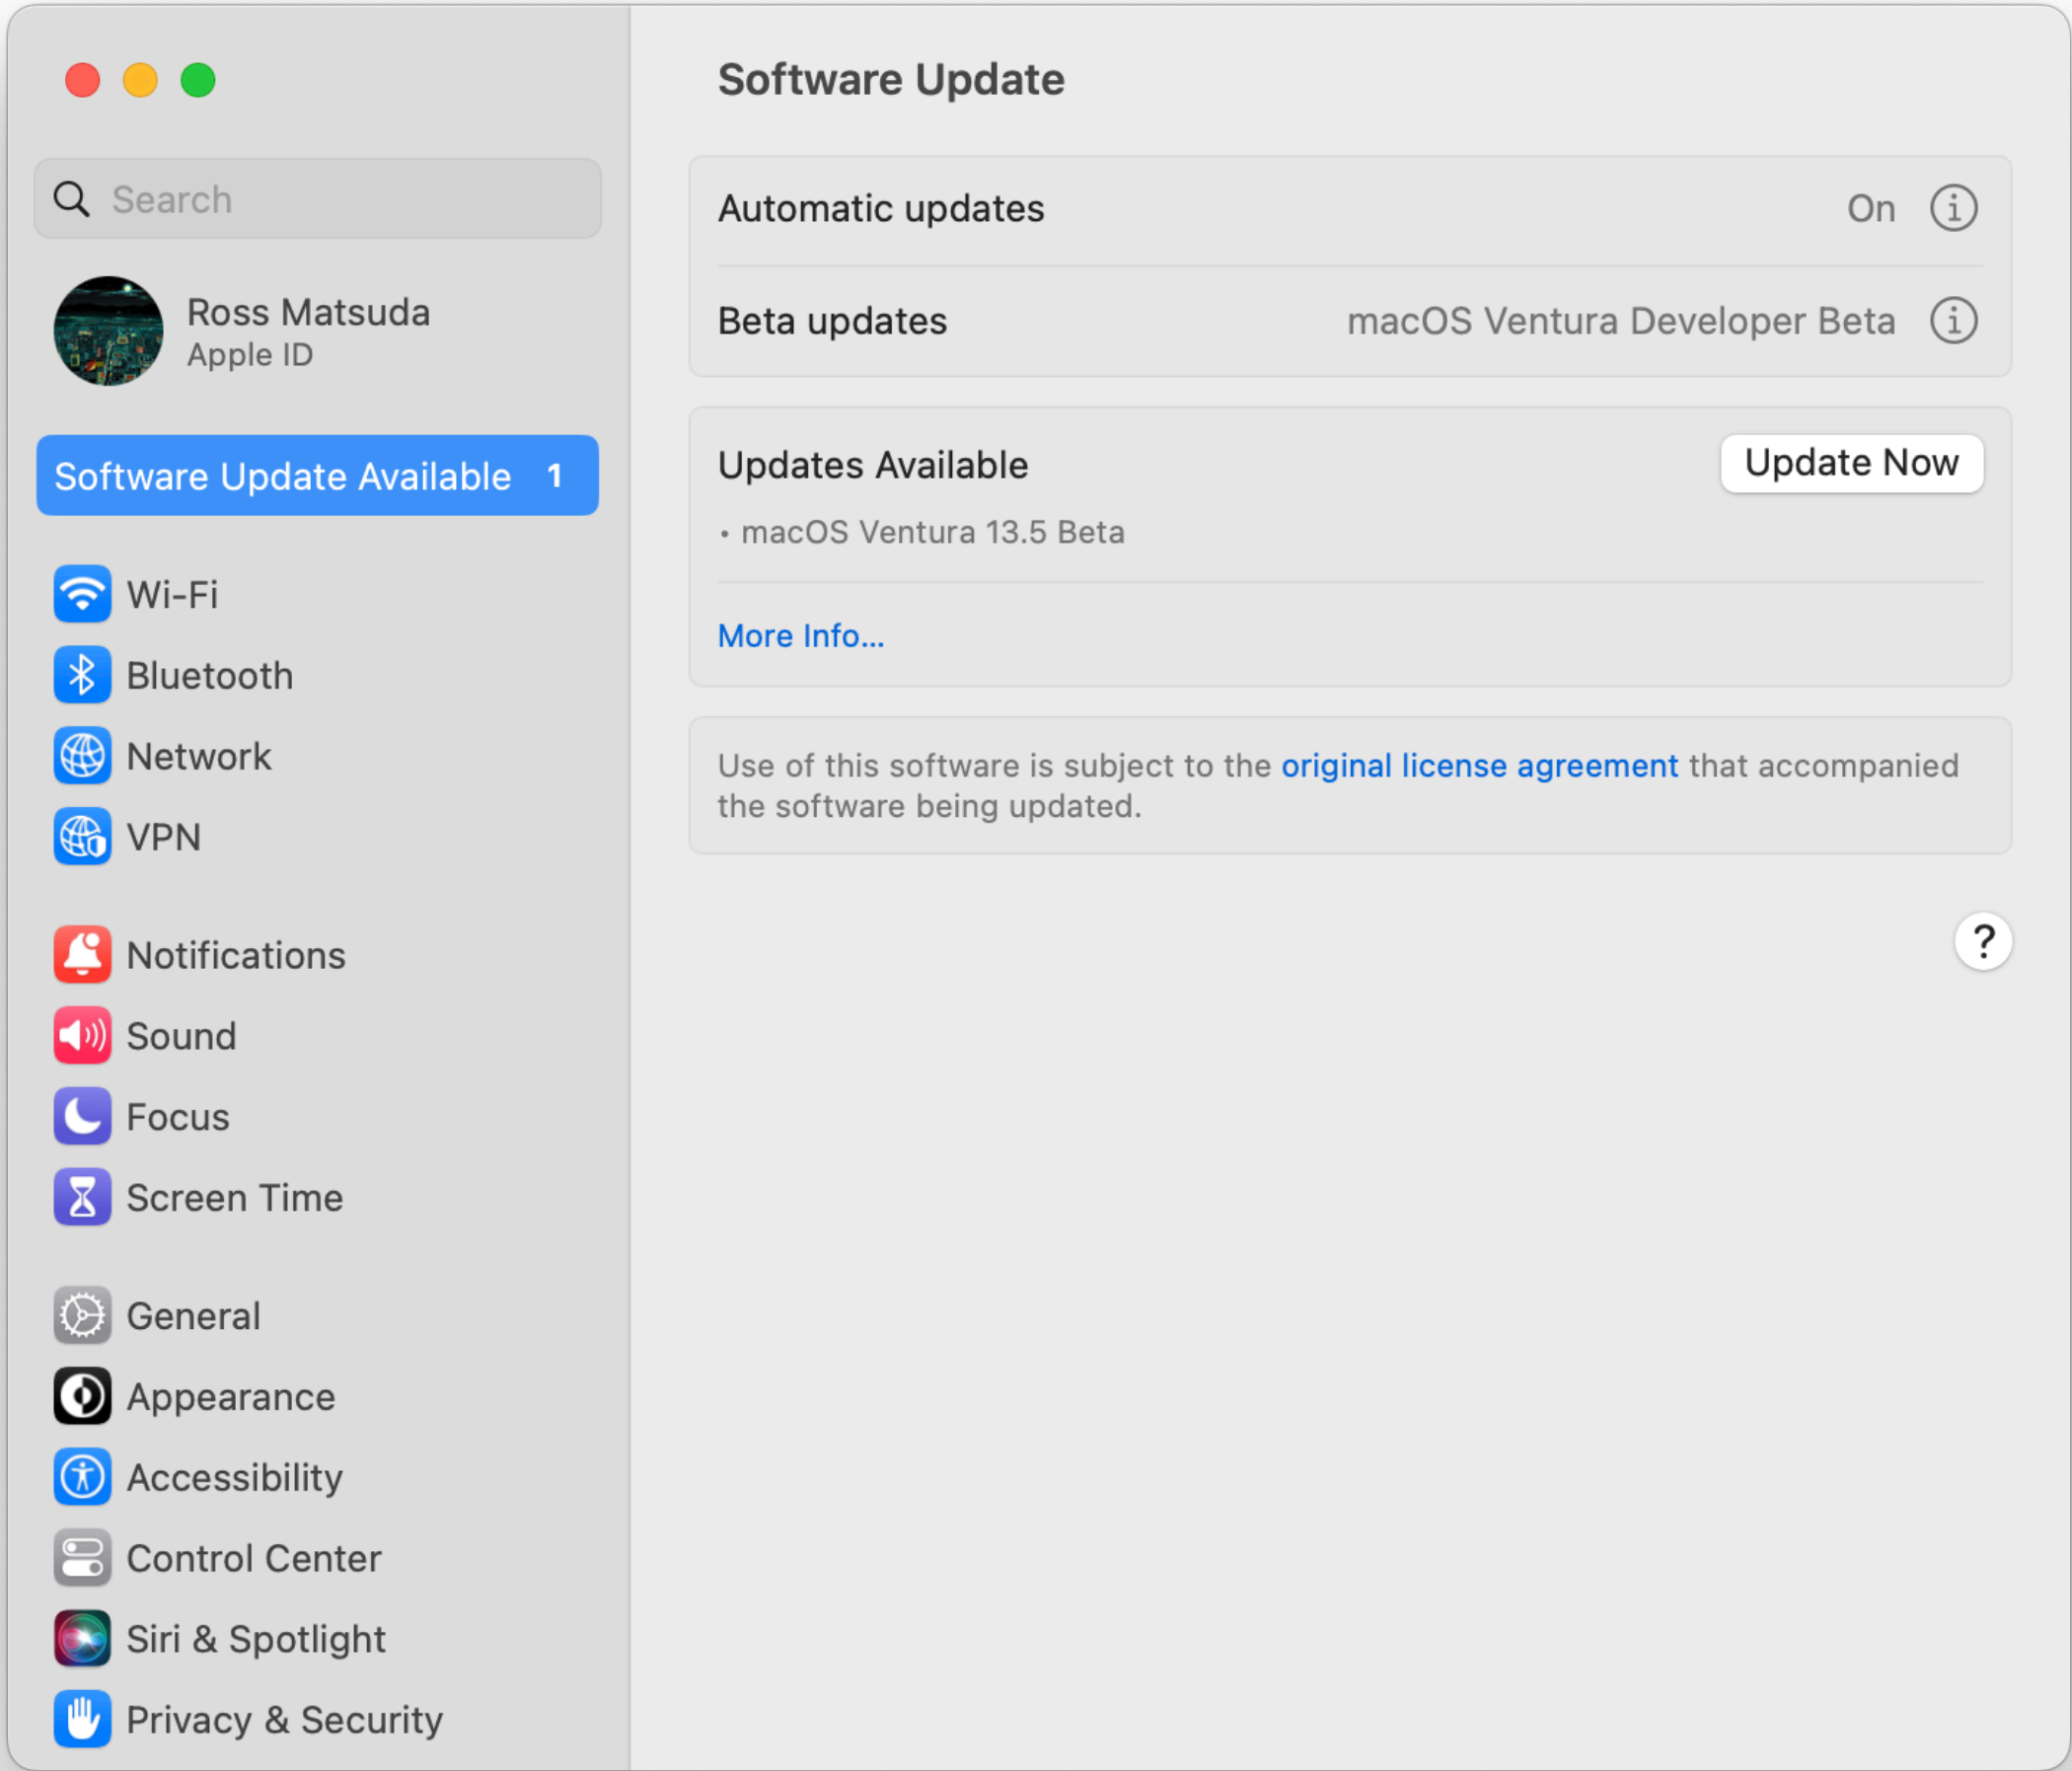 Search
Ross Matsuda
Apple ID
Software Update Available 1
Wi-Fi
Bluetooth
Network
VPN
Notifications
Sound
Focus
Screen Time
General
Appearance
Accessibility
Control Center
Siri & Spotlight
Privacy & Security
Software Update
Automatic updates On
Beta updates macOS Ventura Developer Beta
Updates Available Update Now
• macOS Ventura 13.5 Beta
More Info...
Use of this software is subject to the original license agreement that accompanied
the software being updated.
?